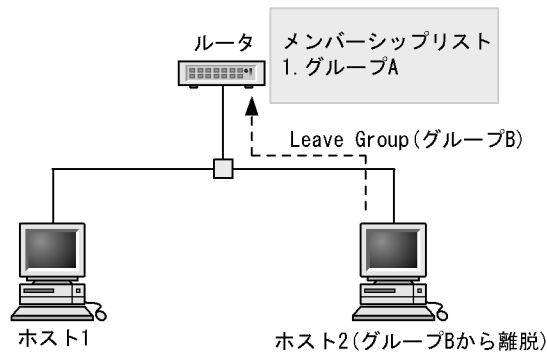 ルータ
メンバーシップリスト
1.グループA
Leave Group(グループB)
ホスト1
ホスト2(グループBから離脱)